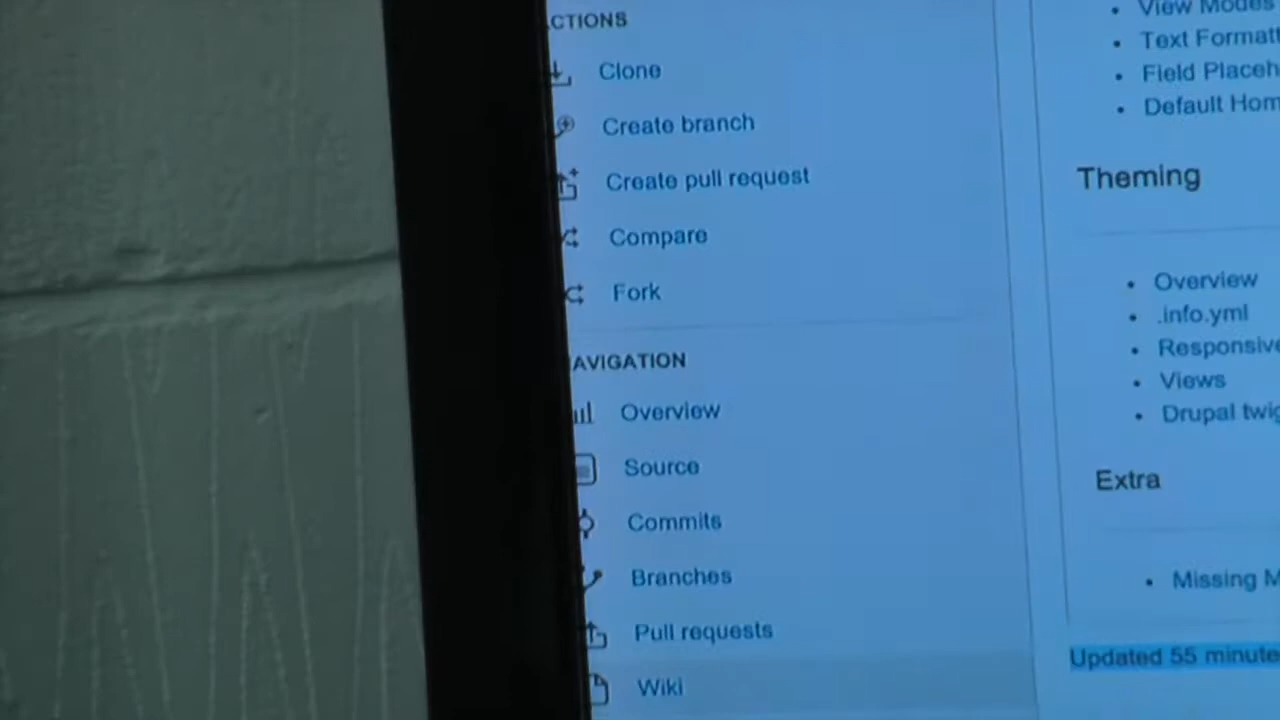 CTIONS
Clone
Create branch
Create pull request
Compare
Fork
AVIGATION
Overview
Source
Commits
Branches
Pull requests
Wiki
View Modes
Text Formatt
Field Placeh
Default Hom
Theming
Overview
.info.yml
Responsive
Views
Drupal twig
Extra
Missing M
Updated 55 minute